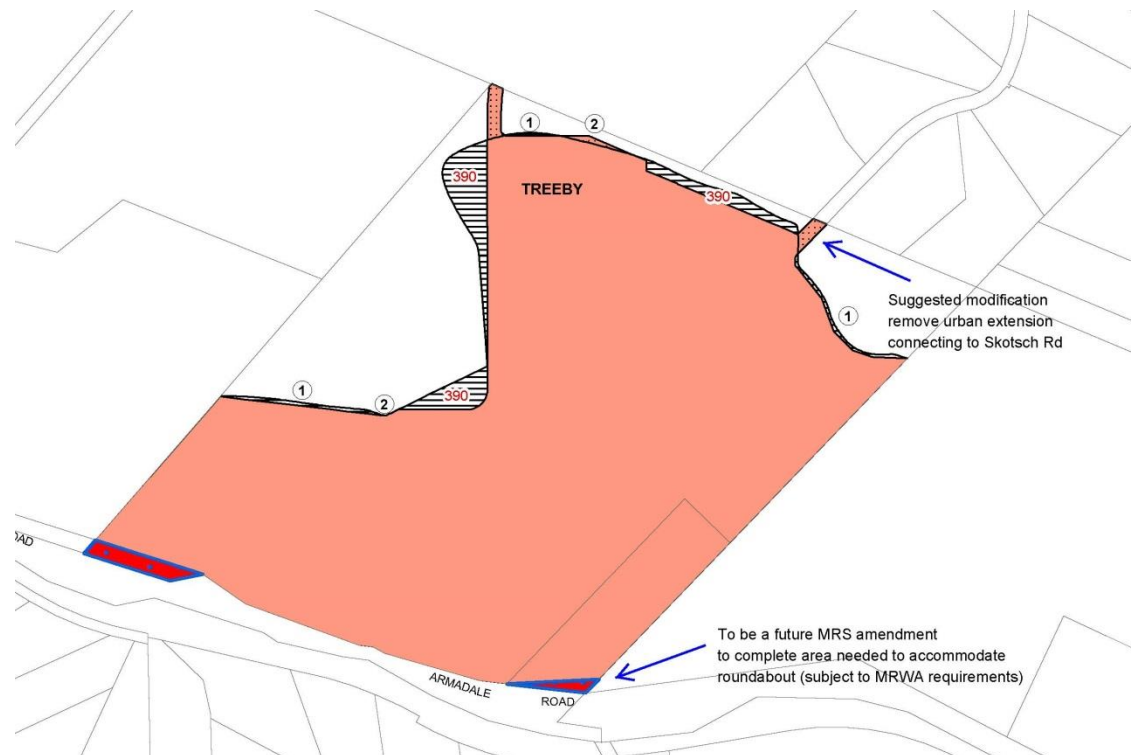 1
2
390
TREEBY
390
Suggested modification
remove urban extension
connecting to Skotsch Rd
1
1
2
390
OAD
To be a future MRS amendment
to complete area needed to accommodate
roundabout (subject to MRWA requirements)
ARMADALE
ROAD